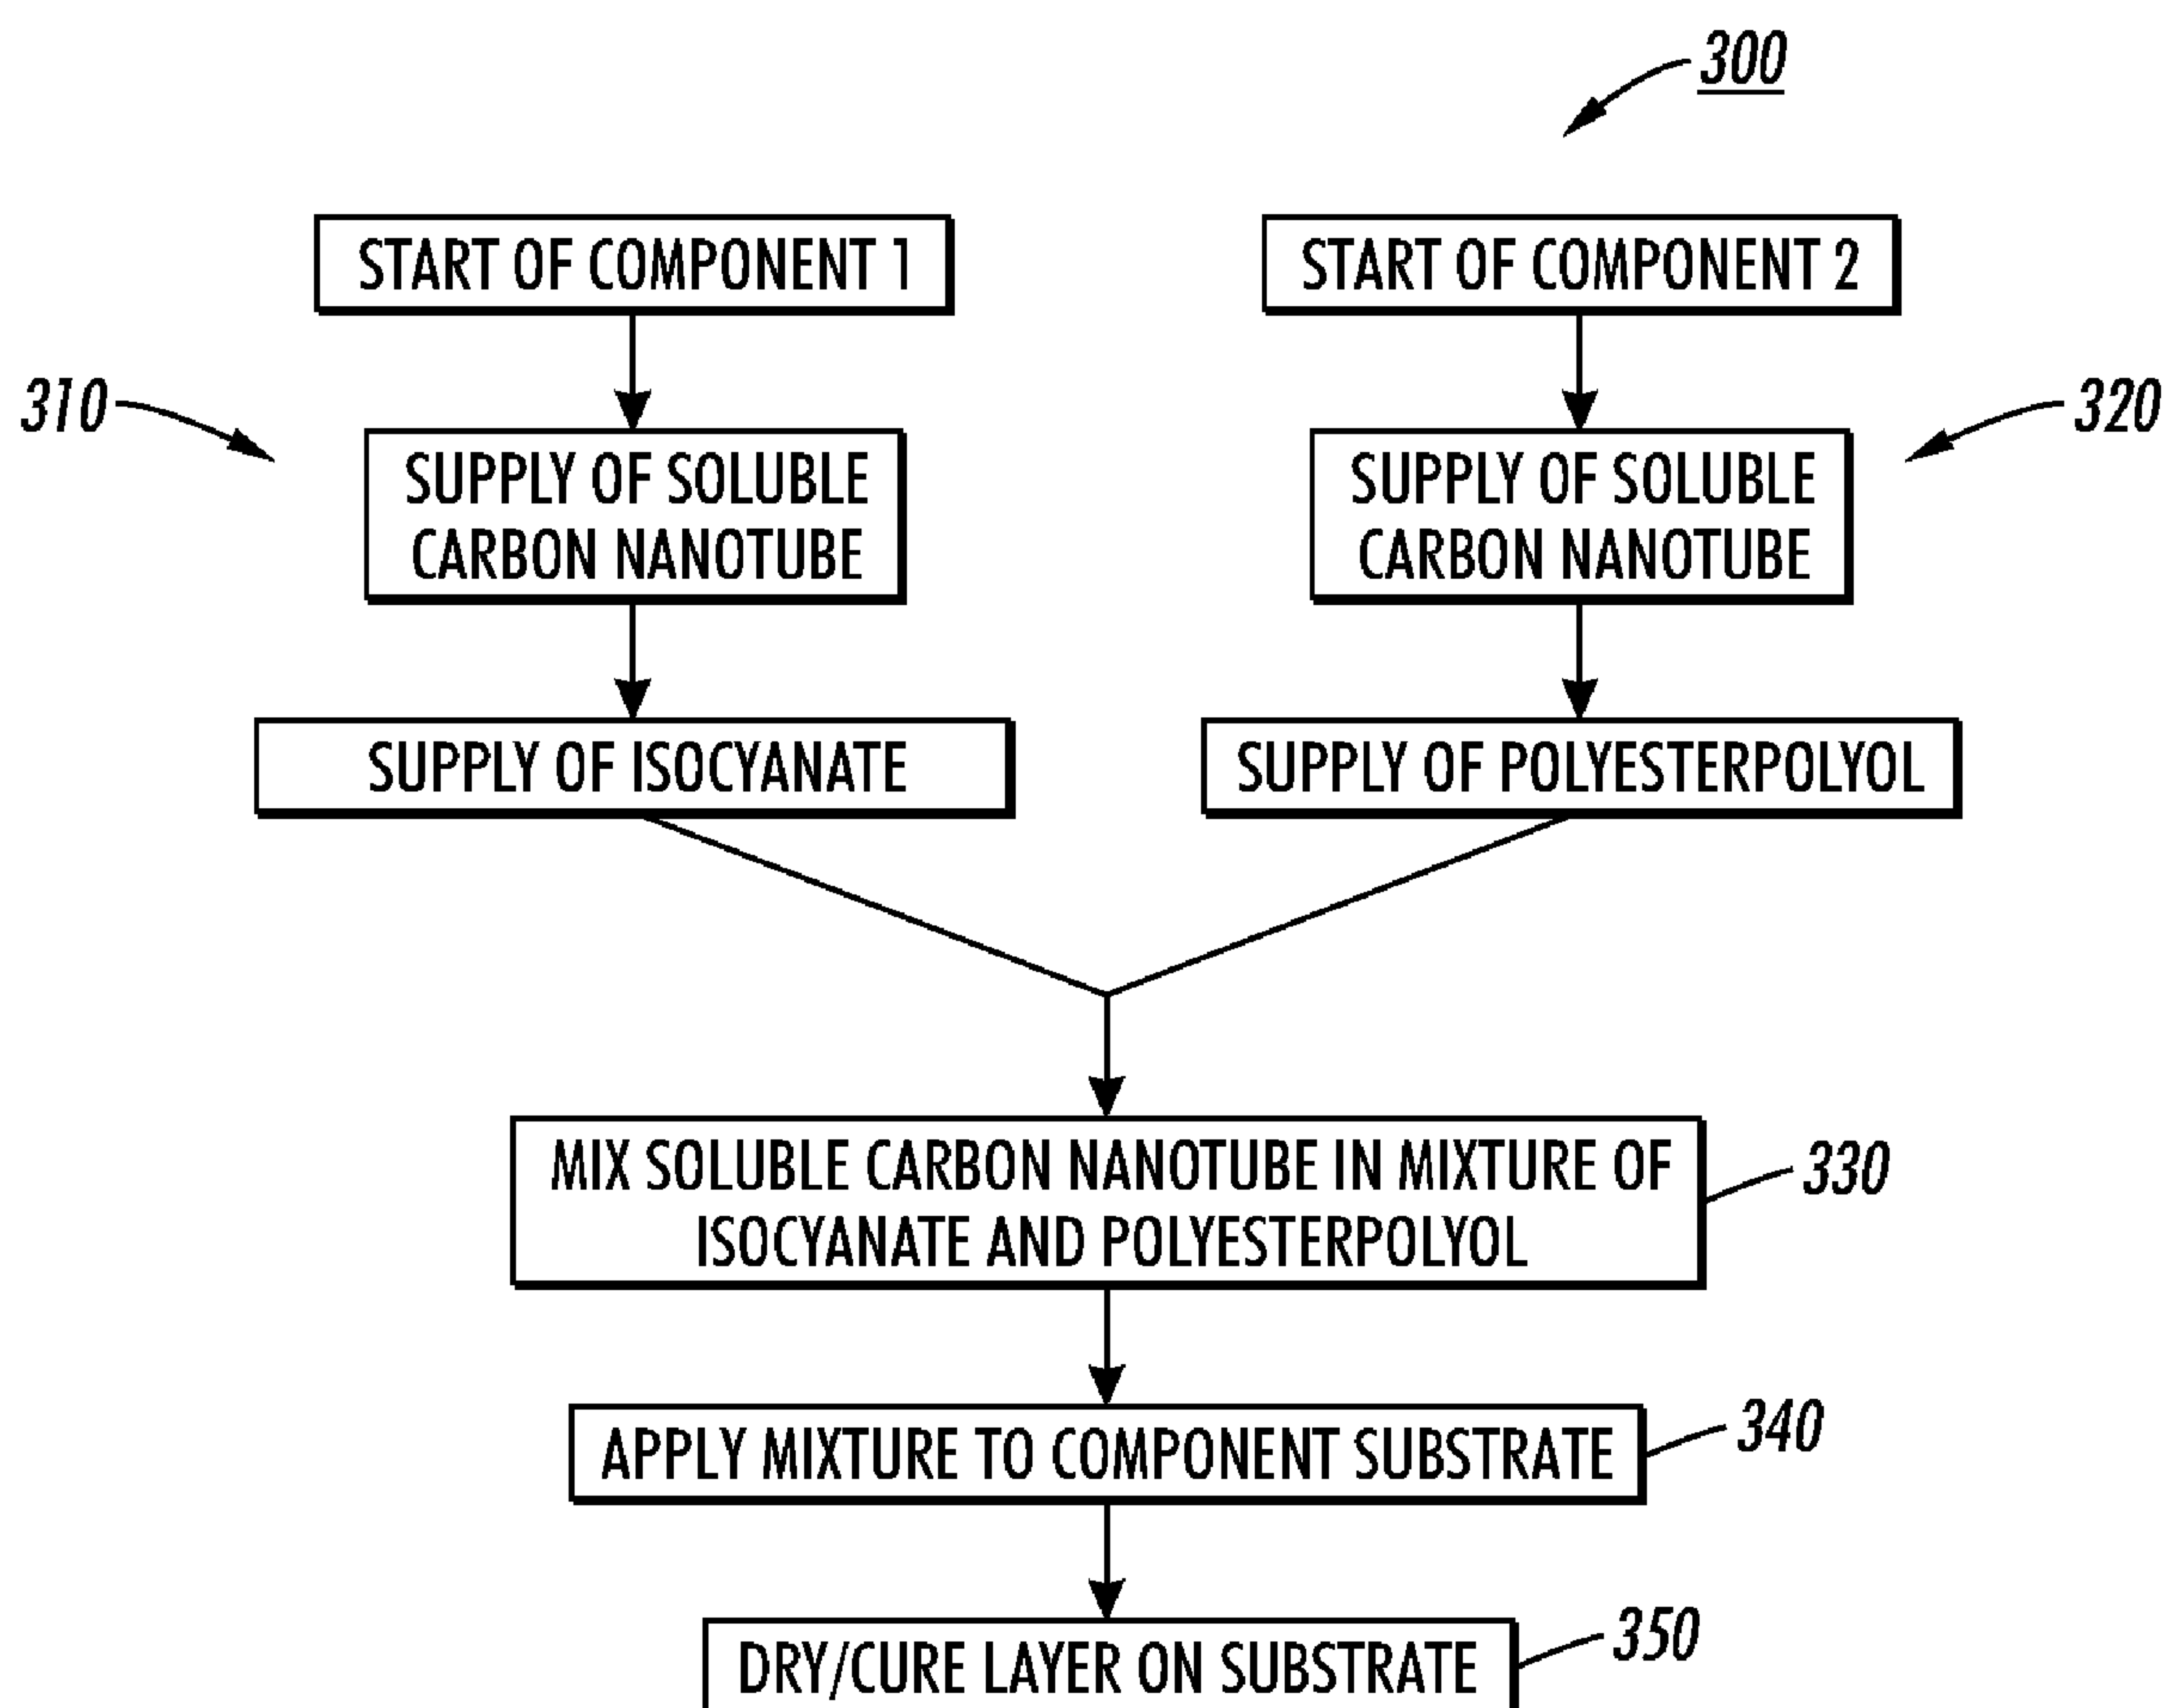 300
START OF COMPONENT 1
START OF COMPONENT 2
310
SUPPLY OF SOLUBLE
CARBON NANOTUBE
SUPPLY OF SOLUBLE
CARBON NANOTUBE
320
SUPPLY OF ISOCYANATE
SUPPLY OF POLYESTERPOLYOL
MIX SOLUBLE CARBON NANOTUBE IN MIXTURE OF
ISOCYANATE AND POLYESTERPOLYOL
330
APPLY MIXTURE TO COMPONENT SUBSTRATE
340
DRY/CURE LAYER ON SUBSTRATE
350